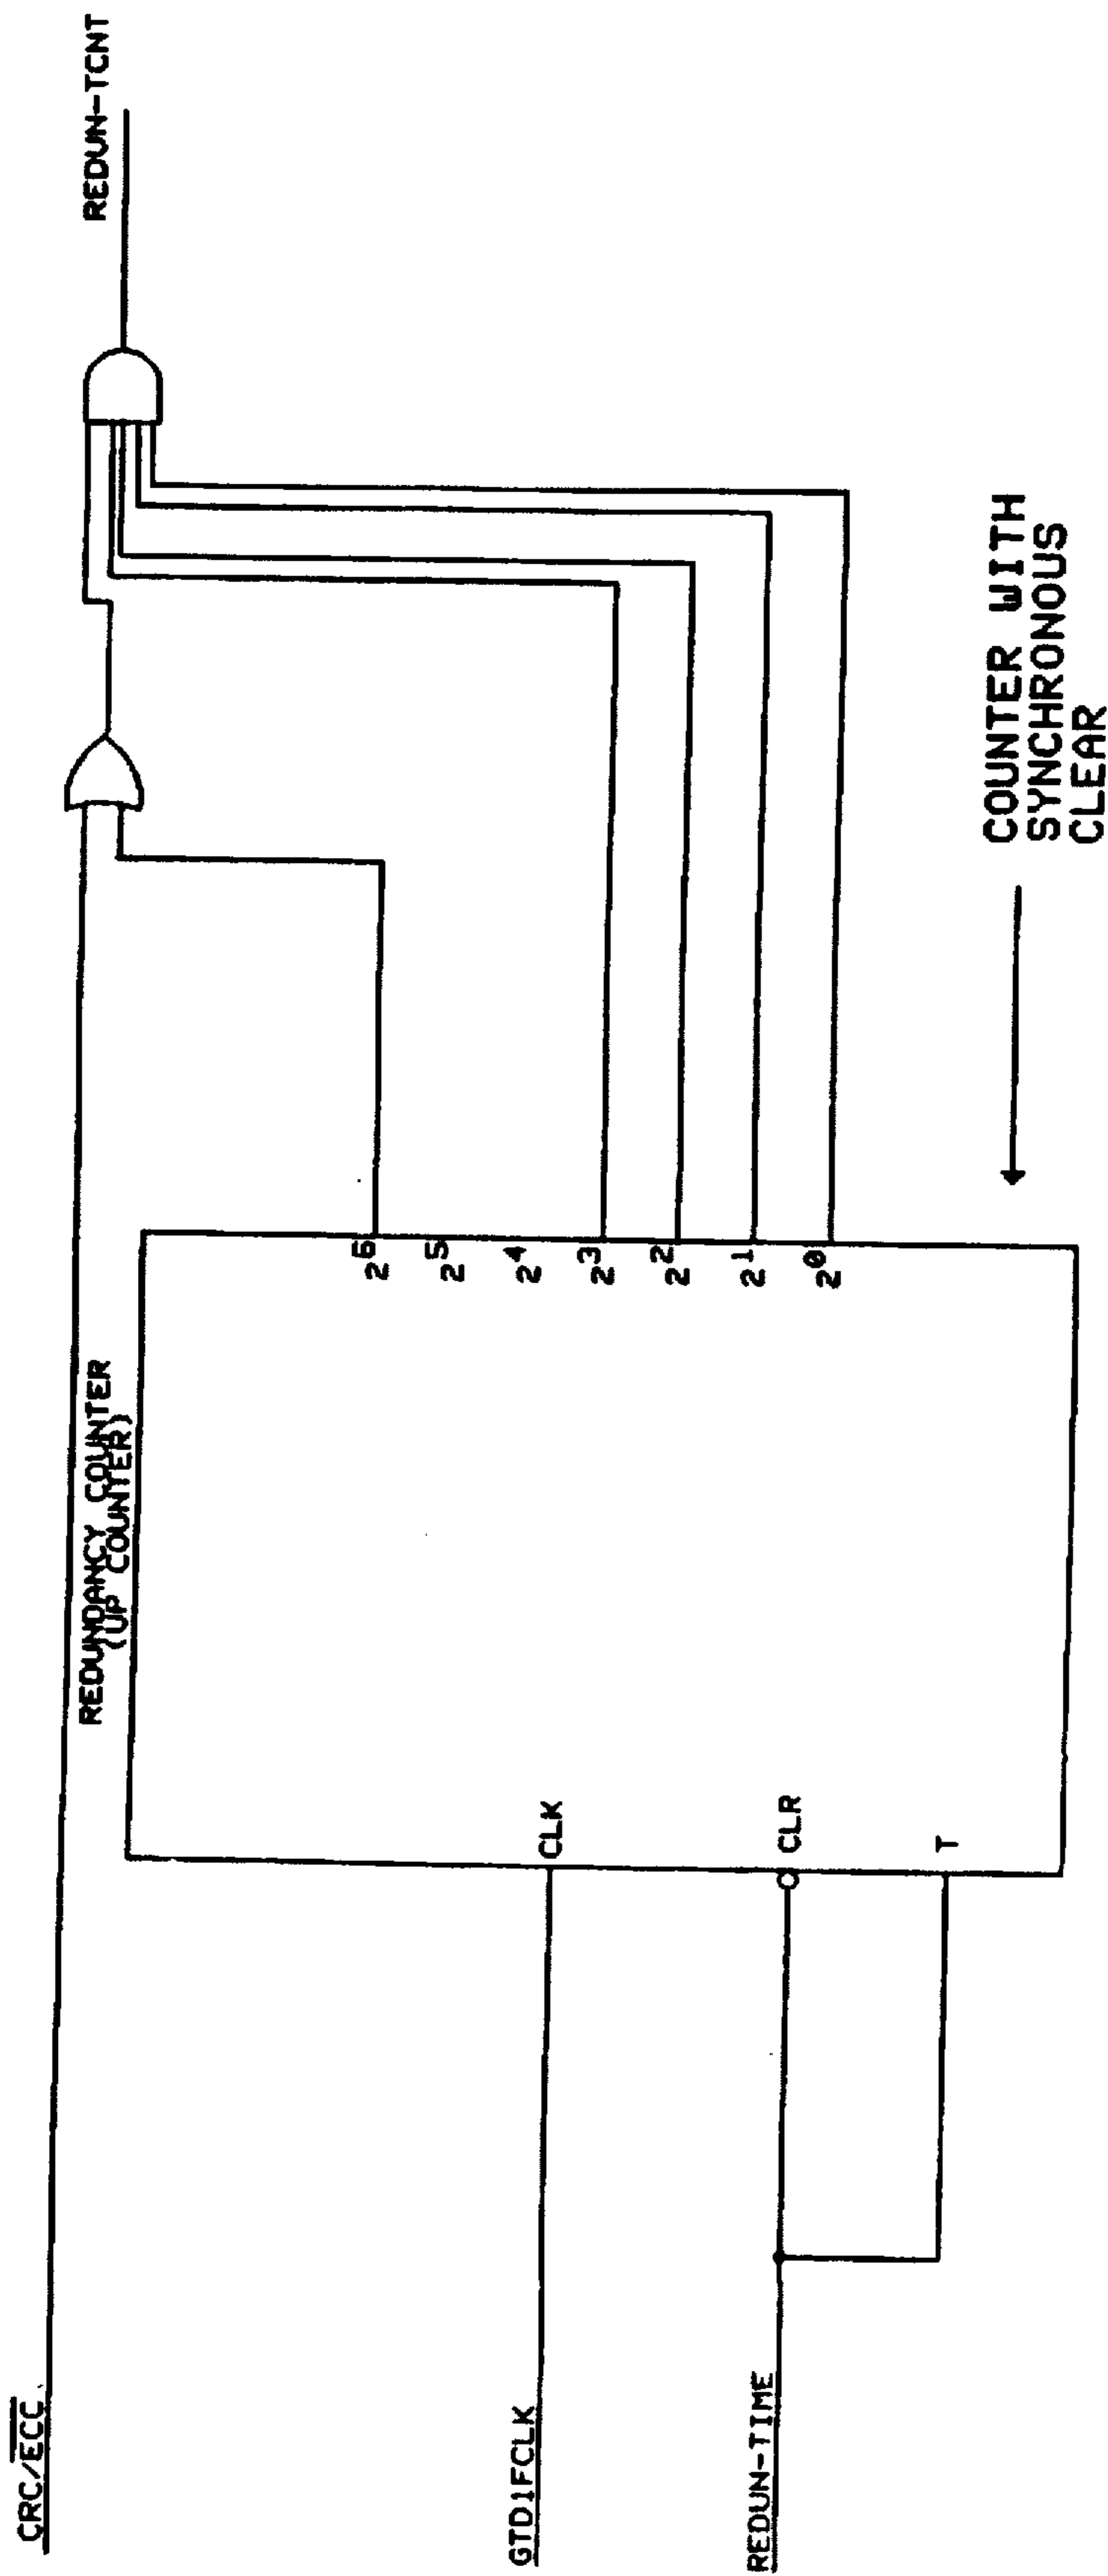 CRC/ECC
REDUNDANCY COUNTER
(UP COUNTER)
REDUN-TCNT
GTD1FCLK
CLK
REDUN-TIME
CLR
T
2^6
2^5
2^4
2^3
2^2
2^1
2^0
COUNTER WITH
SYNCHRONOUS
CLEAR